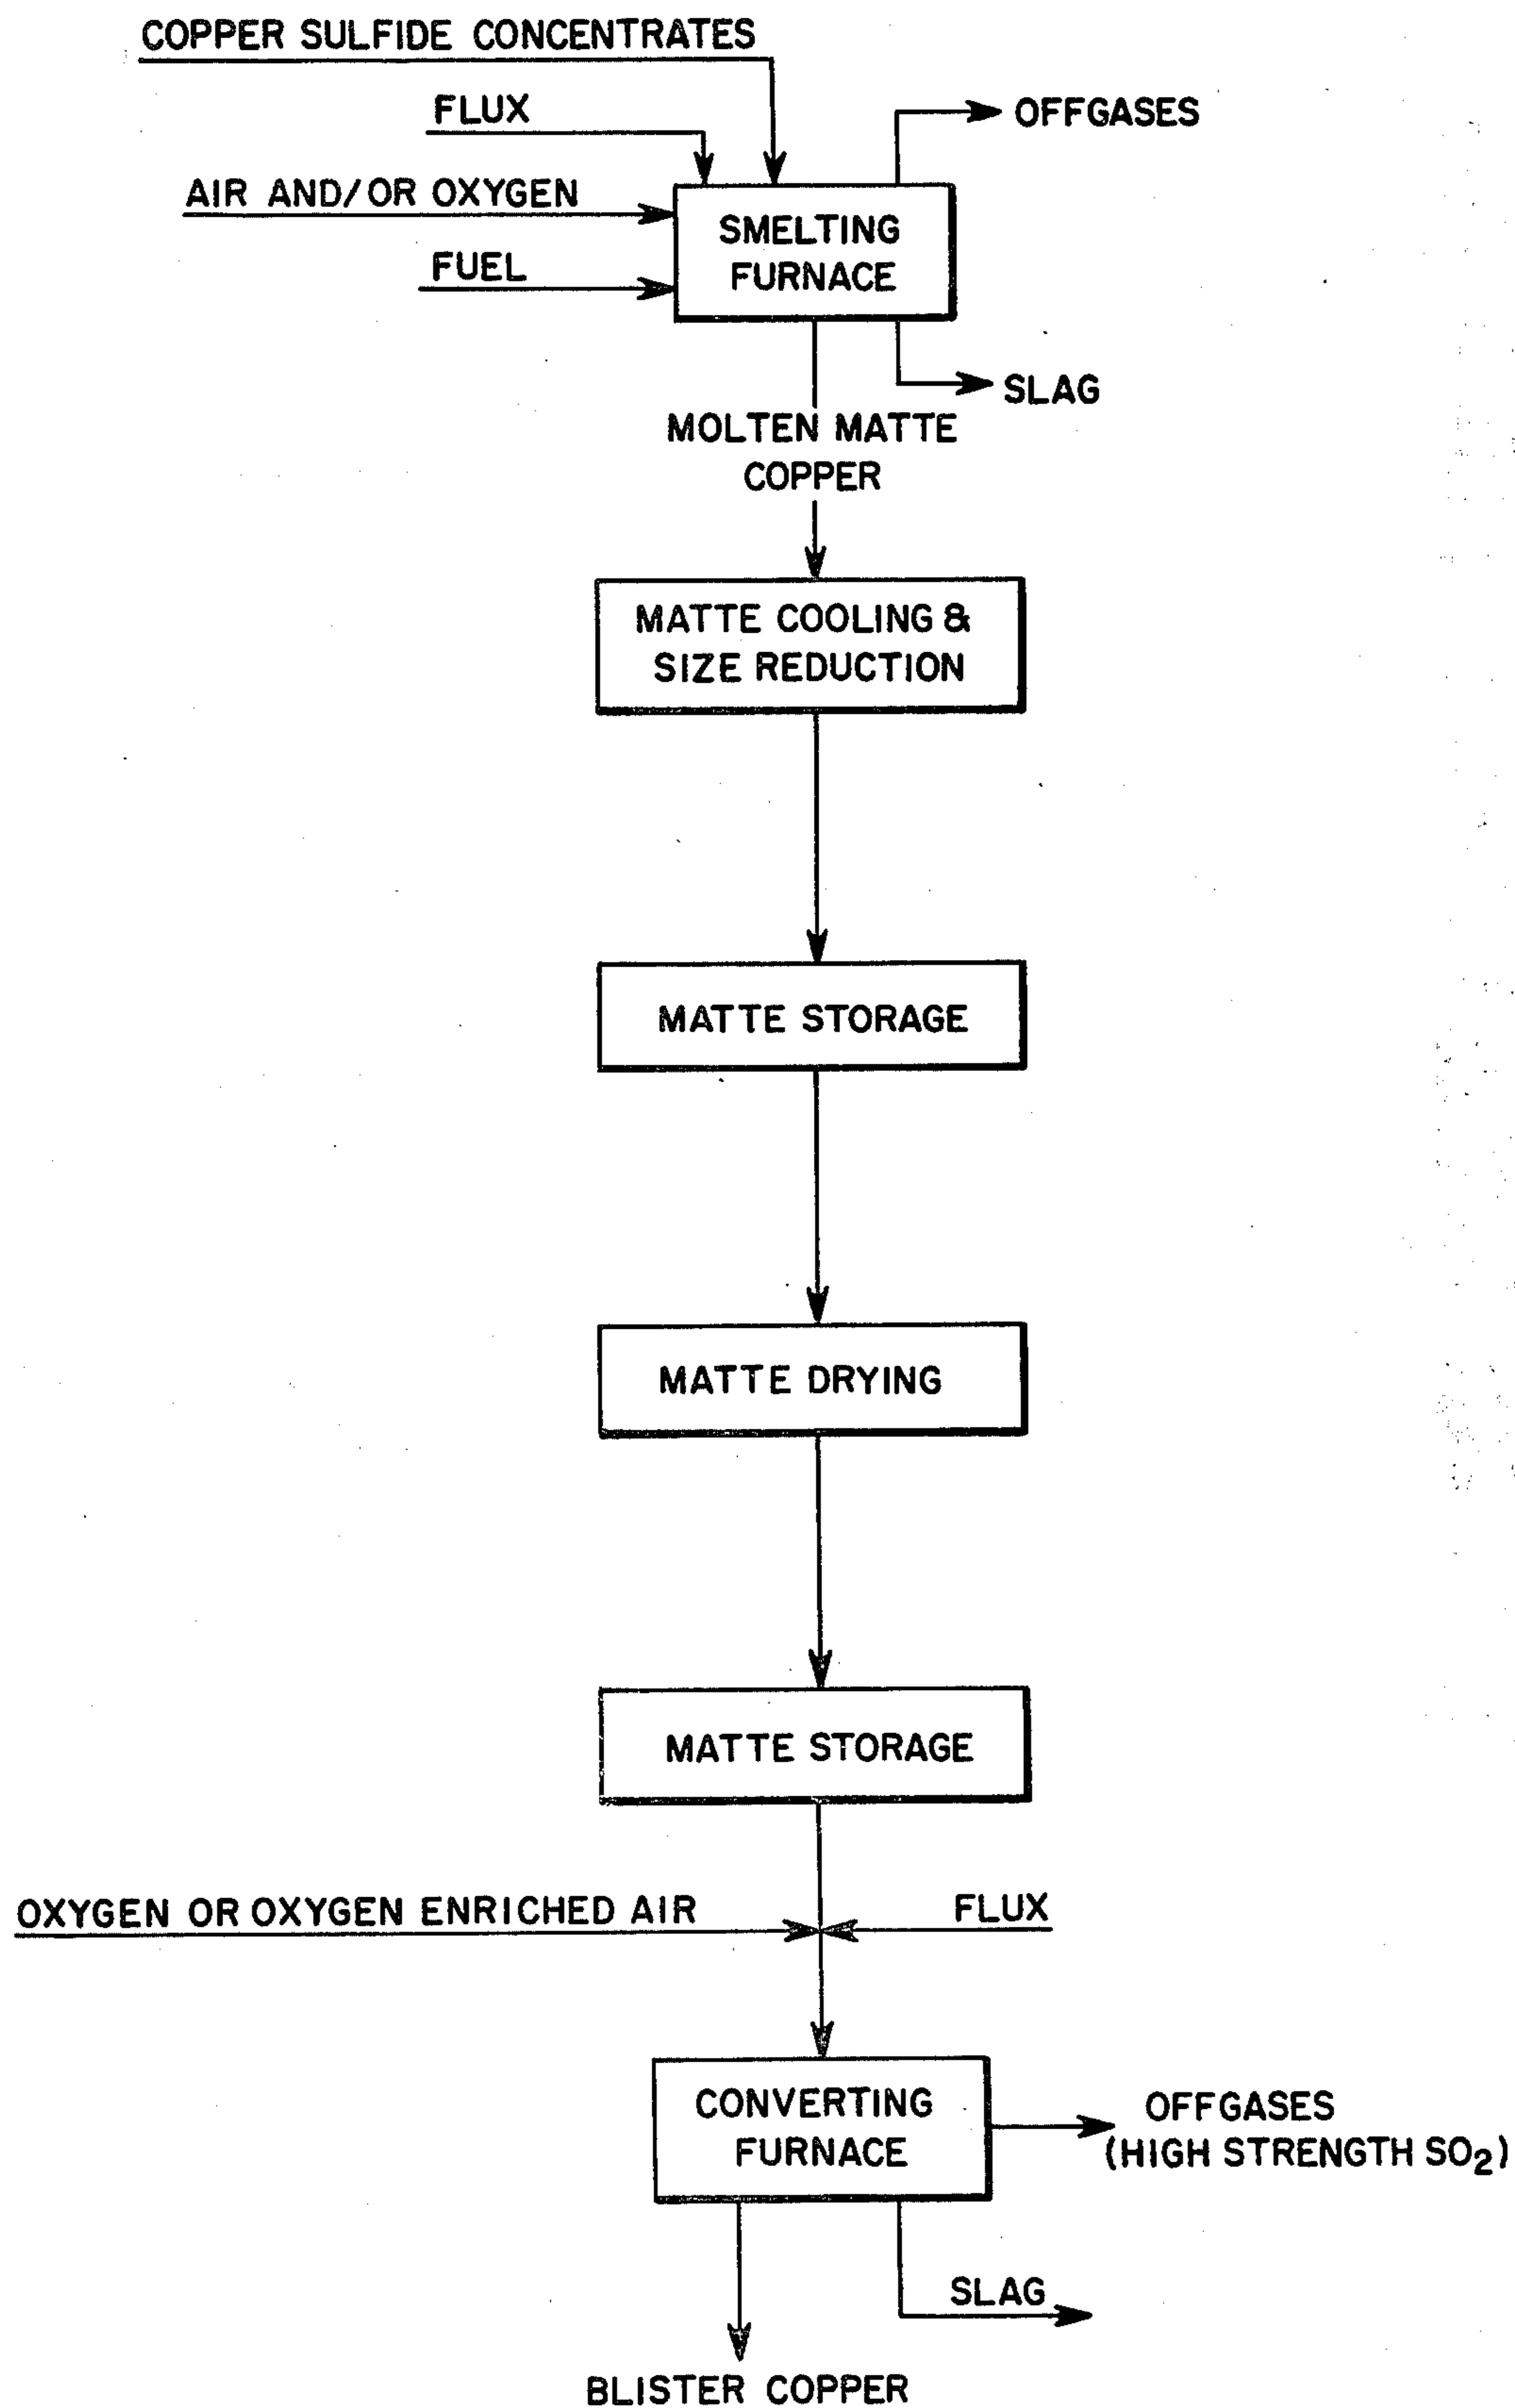 COPPER SULFIDE CONCENTRATES
FLUX
OFFGASES
AIR AND/OR OXYGEN
SMELTING
FURNACE
FUEL
SLAG
MOLTEN MATTE
COPPER
MATTE COOLING &
SIZE REDUCTION
MATTE STORAGE
MATTE DRYING
MATTE STORAGE
OXYGEN OR OXYGEN ENRICHED AIR
FLUX
CONVERTING
FURNACE
OFFGASES
(HIGH STRENGTH SO₂)
SLAG
BLISTER COPPER